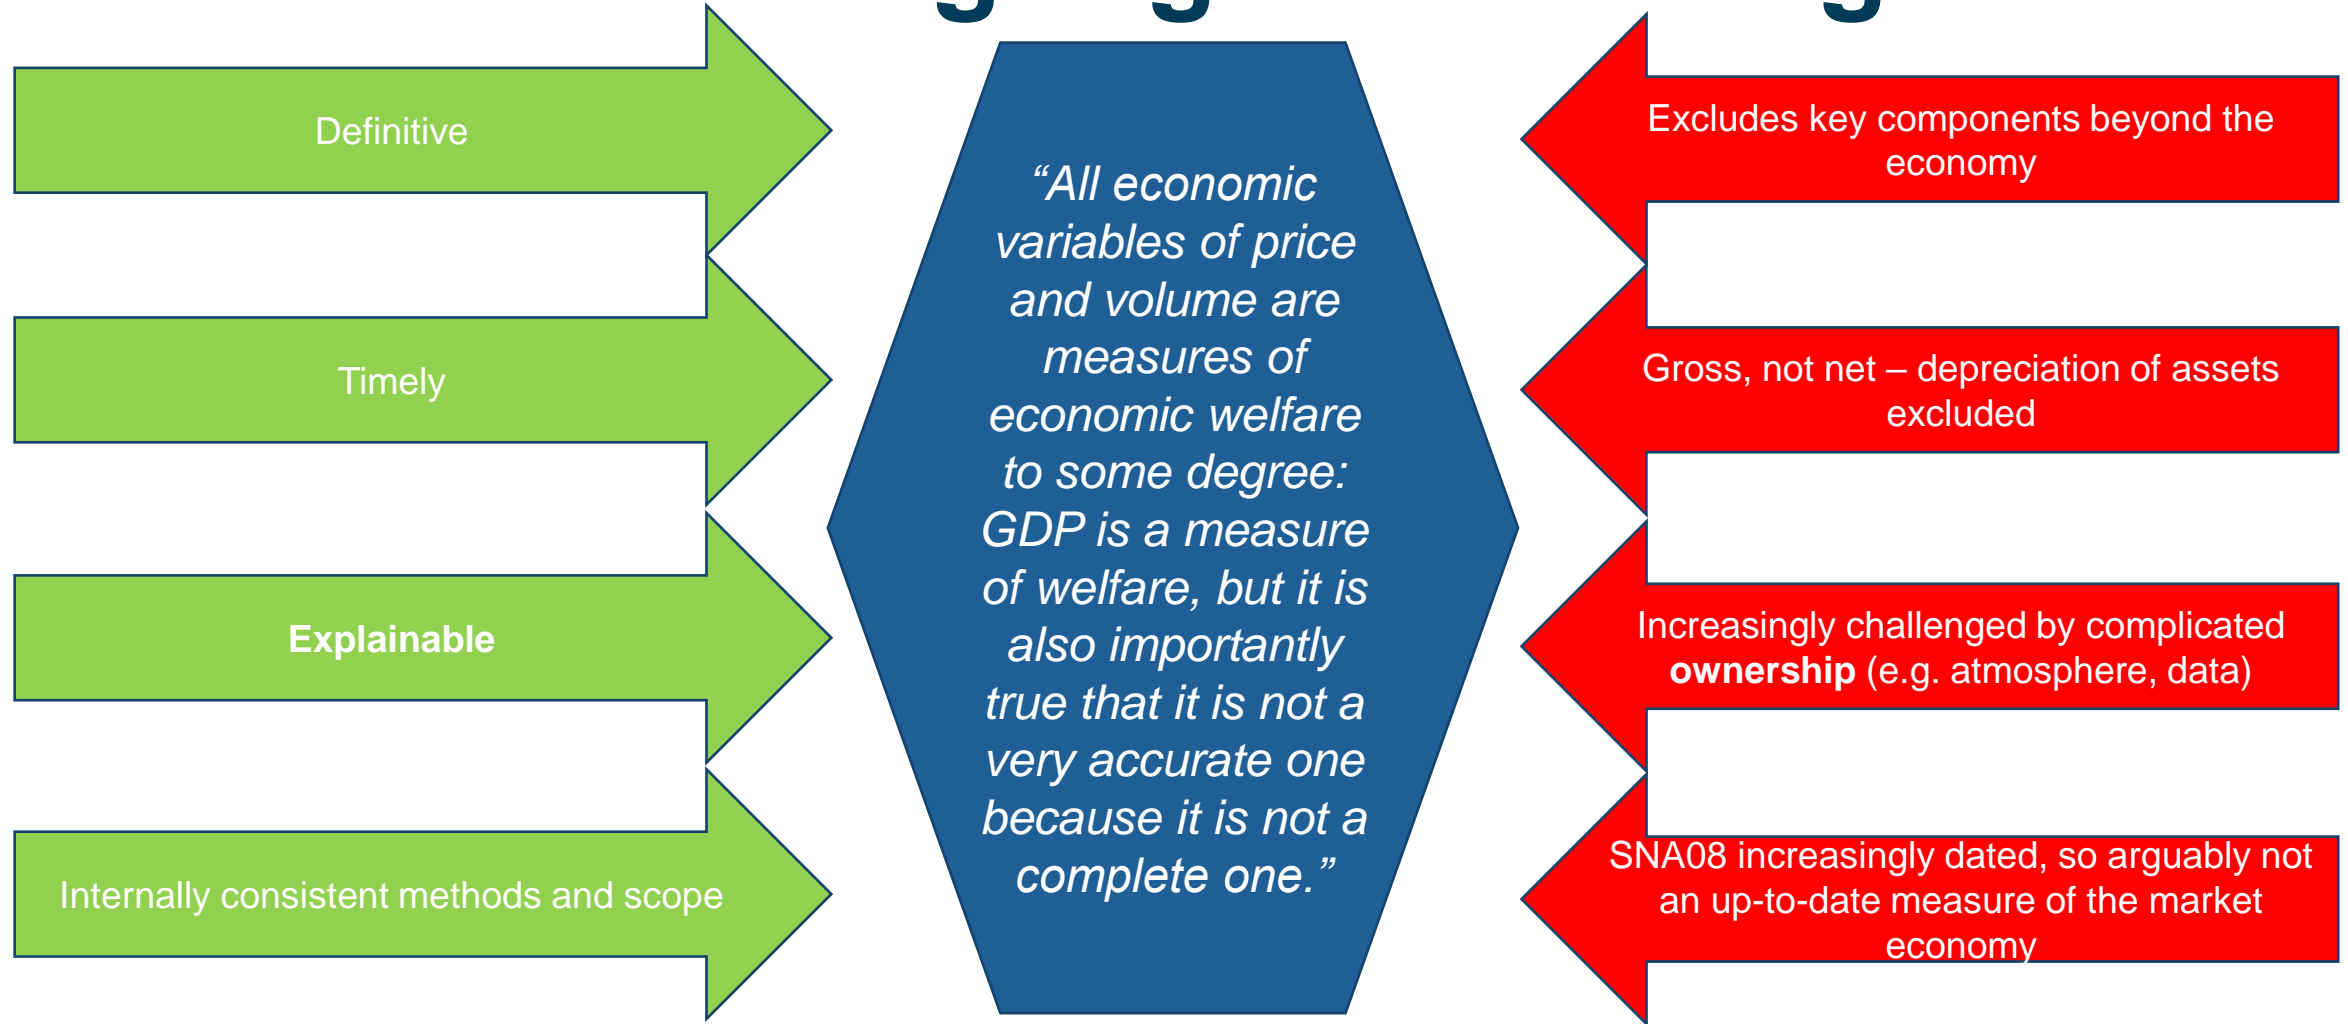 Definitive
Timely
Explainable
Internally consistent methods and scope
“All economic
variables of price
and volume are
measures of
economic welfare
to some degree:
GDP is a measure
of welfare, but it is
also importantly
true that it is not a
very accurate one
because it is not a
complete one.”
Excludes key components beyond the
economy
Gross, not net – depreciation of assets
excluded
Increasingly challenged by complicated
ownership (e.g. atmosphere, data)
SNA08 increasingly dated, so arguably not
an up-to-date measure of the market
economy